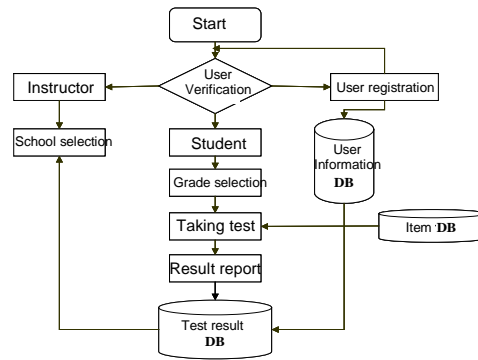 Start
User
Verification
Instructor
User registration
School selection
Student
User
Information
DB
Grade selection
Taking test
Item DB
Result report
Test result
DB